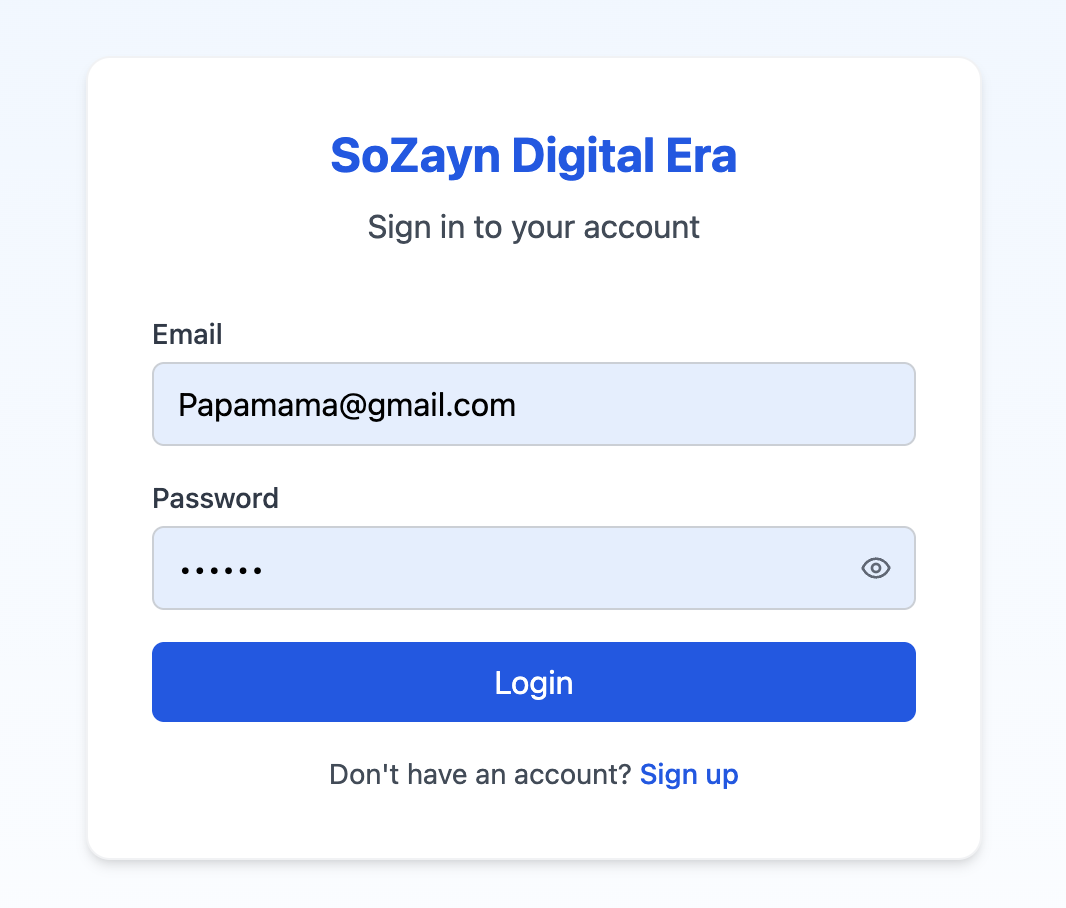 SoZayn Digital Era
Sign in to your account
Email
Papamama@gmail.com
Password
••••••
Login
Don't have an account? Sign up